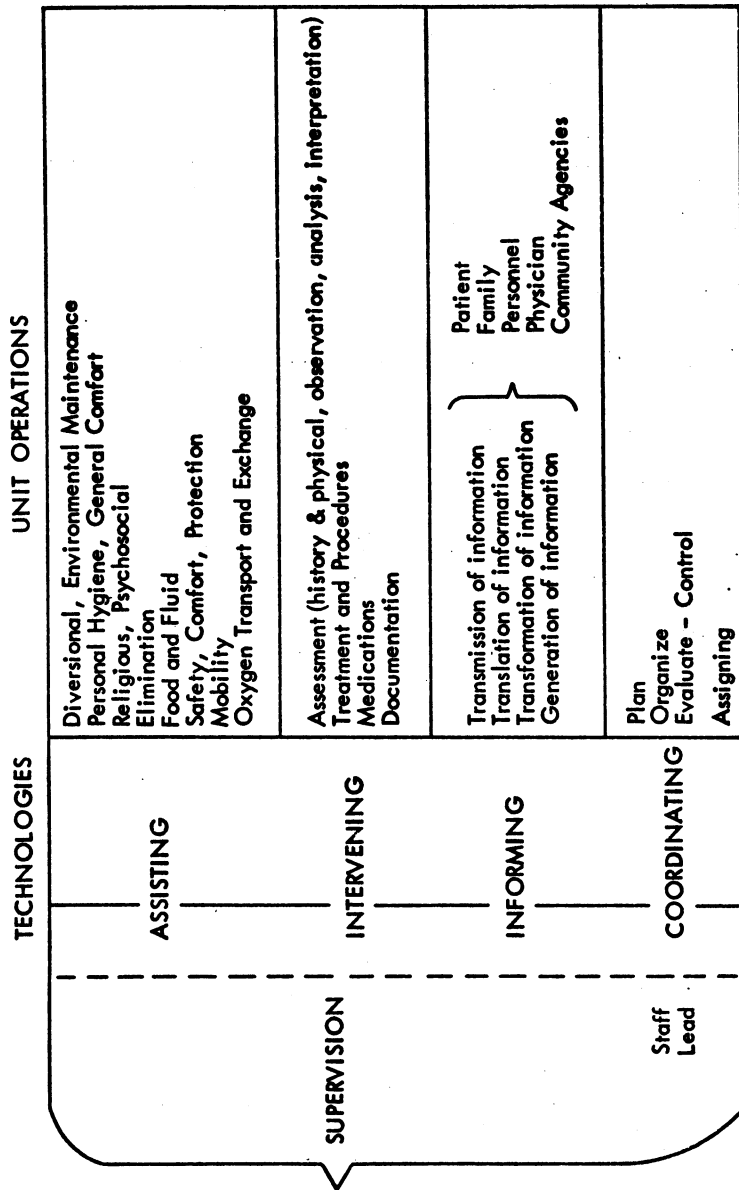 TECHNOLOGIES
UNIT OPERATIONS
SUPERVISION
Staff
Lead
ASSISTING
Diversional, Environmental Maintenance
Personal Hygiene, General Comfort
Religious, Psychosocial
Elimination
Food and Fluid
Safety, Comfort, Protection
Mobility
Oxygen Transport and Exchange
INTERVENING
Assessment (history & physical, observation, analysis, interpretation)
Treatment and Procedures
Medications
Documentation
INFORMING
Transmission of information
Translation of information
Transformation of information
Generation of information
Patient
Family
Personnel
Physician
Community Agencies
COORDINATING
Plan
Organize
Evaluate - Control
Assigning